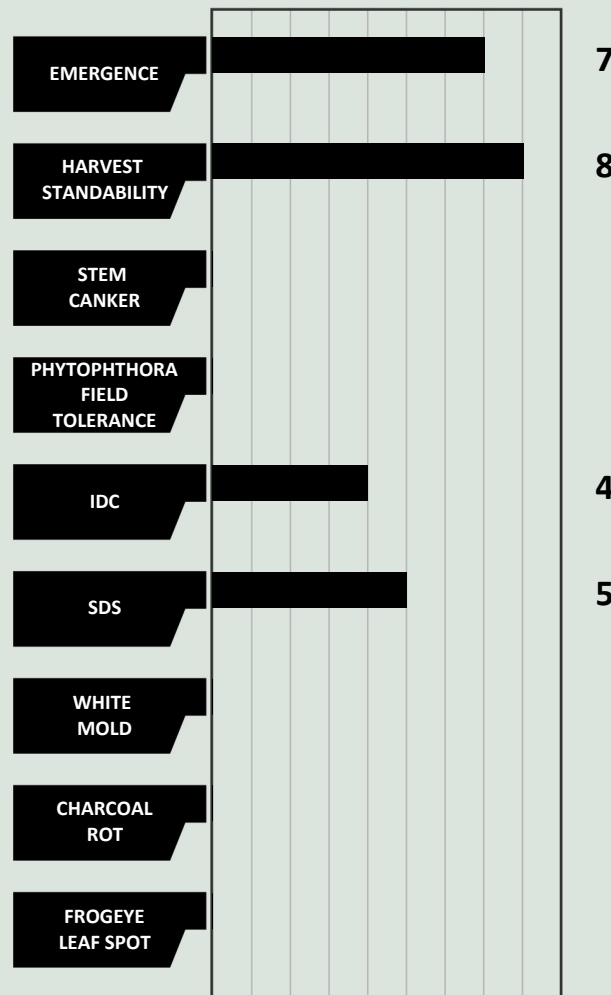 EMERGENCE
7
HARVEST
STANDABILITY
8
STEM
CANKER
PHYTOPHTHORA
FIELD
TOLERANCE
IDC
4
SDS
5
WHITE
MOLD
CHARCOAL
ROT
FROGEYE
LEAF SPOT